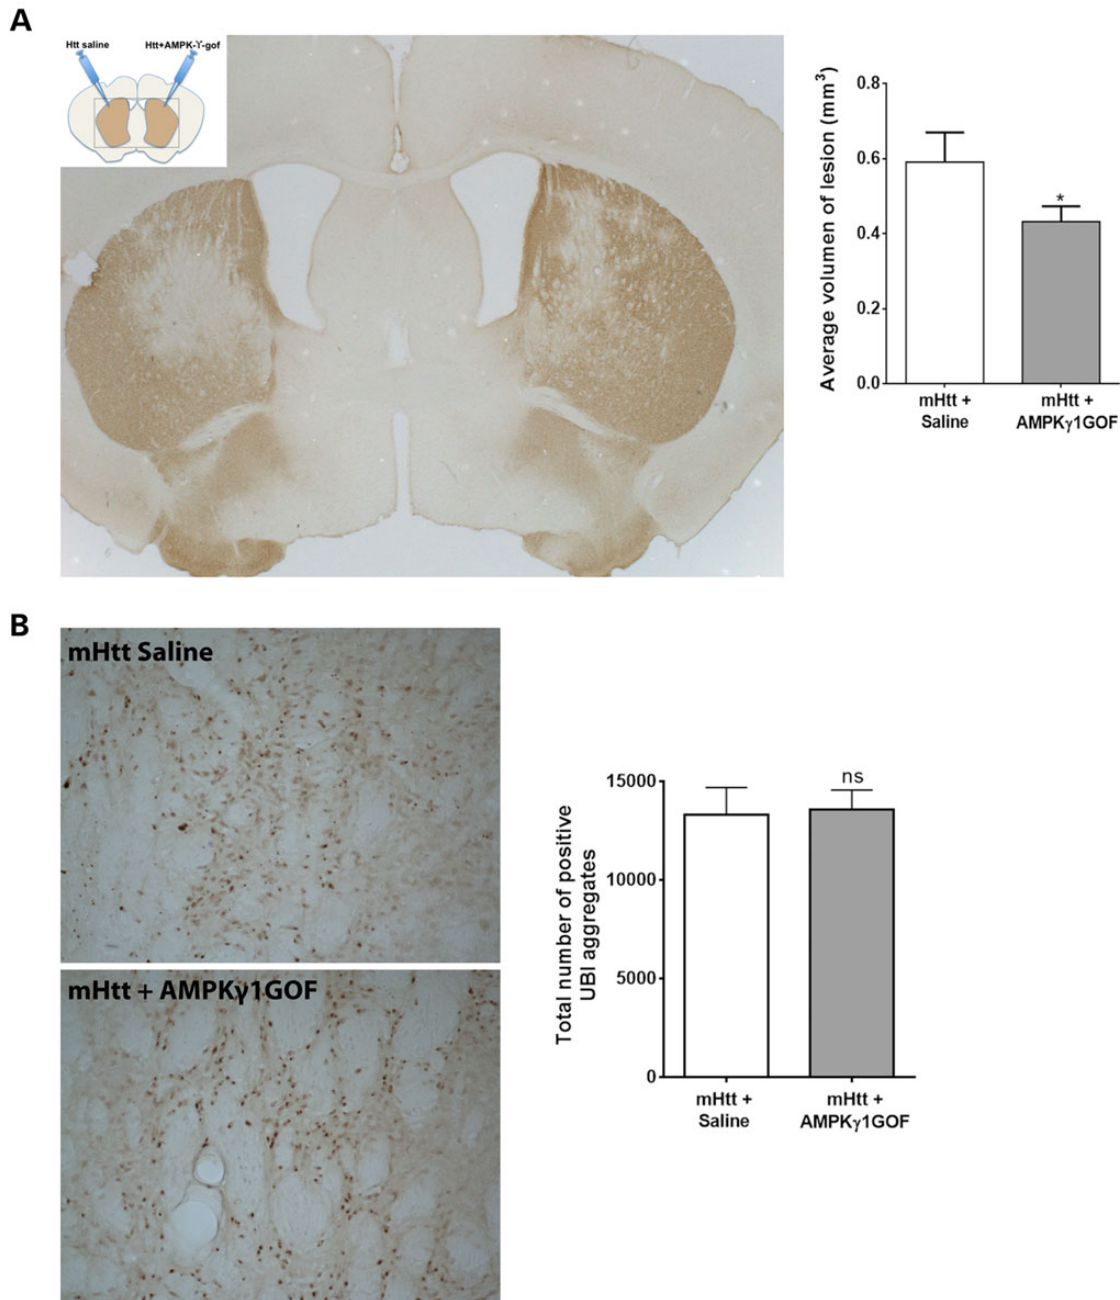 A
Htt saline
Htt+AMPK-ϒ-gof
Average volumen of lesion (mm³)
0.8
0.6
0.4
0.2
0.0
*
mHtt +
Saline
mHtt +
AMPKγ1GOF
B
mHtt Saline
mHtt + AMPKγ1GOF
Total number of positive
UBI aggregates
15000
10000
5000
0
ns
mHtt +
Saline
mHtt +
AMPKγ1GOF